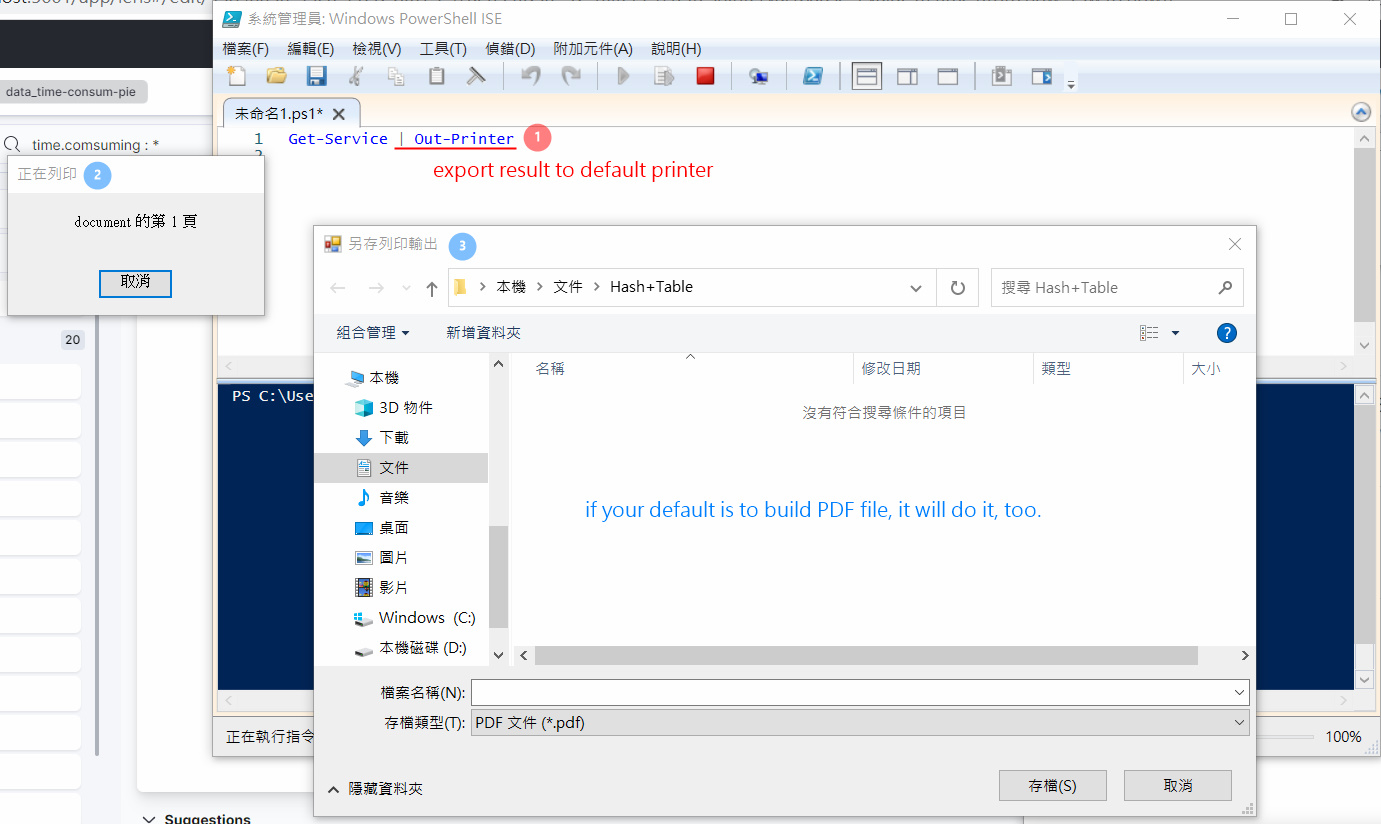 系統管理員: Windows PowerShell ISE
檔案(F) 編輯(E) 檢視(V) 工具(T) 偵錯(D) 附加元件(A) 說明(H)
data_time-consum-pie
未命名1.ps1*
1 Get-Service | Out-Printer 1
2
time.comsuming : *
export result to default printer
正在列印 2
document 的第 1 頁
取消
20
另存列印輸出 3
本機 文件 Hash+Table
搜尋 Hash+Table
組合管理 新增資料夾
名稱 修改日期 類型 大小
沒有符合搜尋條件的項目
本機
3D 物件
下載
文件
音樂
桌面
圖片
影片
Windows (C:)
本機磁碟 (D:)
if your default is to build PDF file, it will do it, too.
PS C:\Use
檔案名稱(N):
存檔類型(T): PDF 文件 (*.pdf)
正在執行指令
100%
隱藏資料夾
存檔(S) 取消
Suggestions